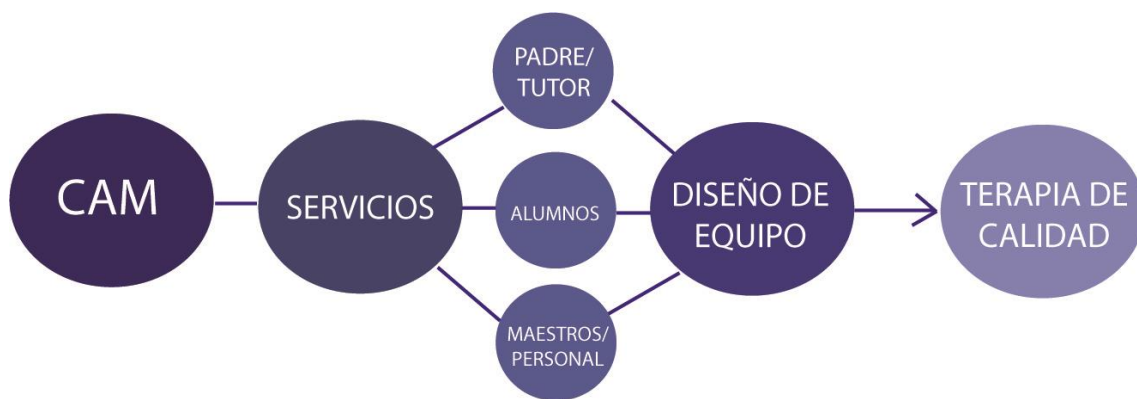 CAM
SERVICIOS
PADRE/
TUTOR
ALUMNOS
MAESTROS/
PERSONAL
DISEÑO DE
EQUIPO
TERAPIA DE
CALIDAD